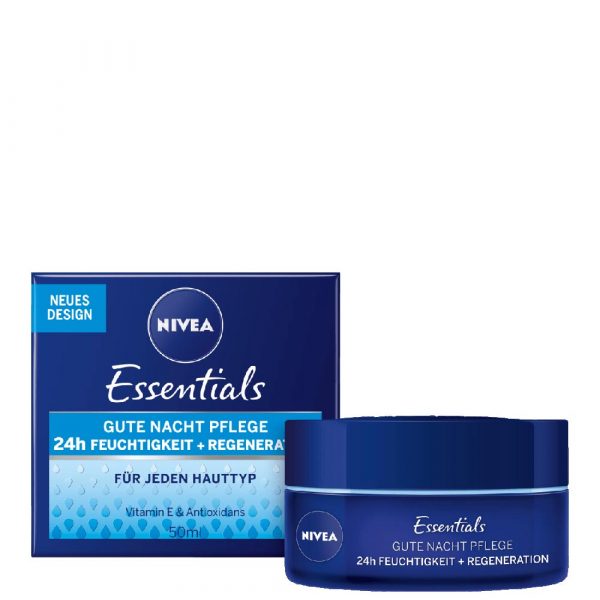 NEUES
DESIGN
NIVEA
Essentials
GUTE NACHT PFLEGE
24h FEUCHTIGKEIT + REGENERAT
FÜR JEDEN HAUTTYP
Vitamin E & Antioxidans
50ml
NIVEA
Essentials
GUTE NACHT PFLEGE
24h FEUCHTIGKEIT + REGENERATION